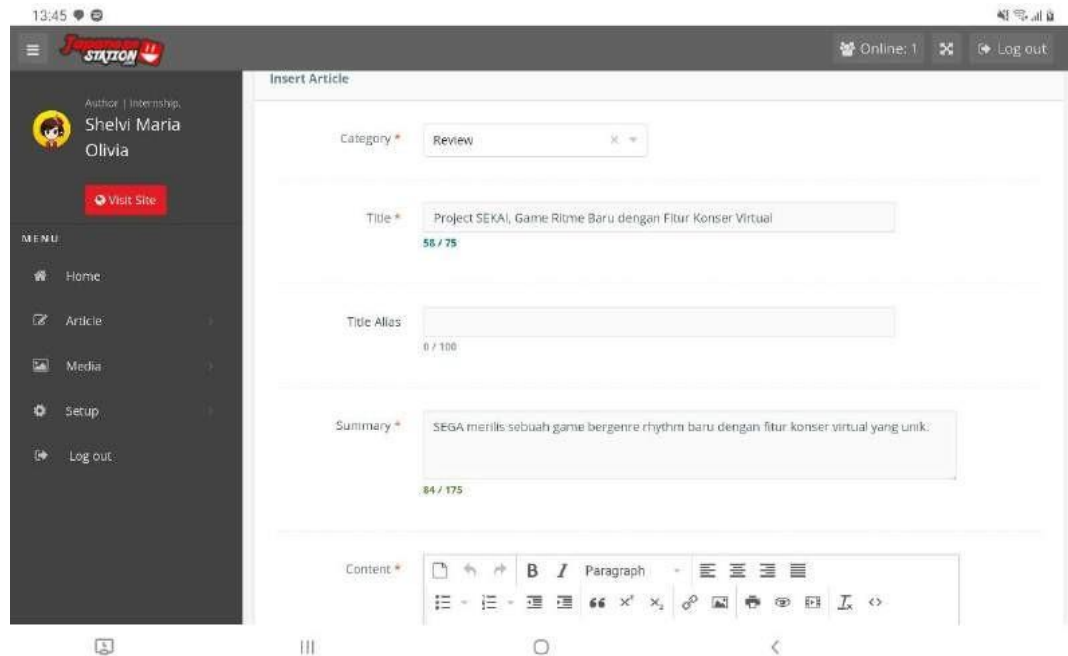 13:45
Japanese
STATION
Online: 1
Log out
Insert Article
Author | Internship,
Shelvi Maria
Olivia
Visit Site
MENU
Home
Article
Media
Setup
Log out
Category *
Review
Title *
Project SEKAI, Game Ritme Baru dengan Fitur Konser Virtual
58 / 75
Title Alias
0 / 100
Summary *
SEGA merilis sebuah game bergenre rhythm baru dengan fitur konser virtual yang unik.
84 / 175
Content *
B I Paragraph